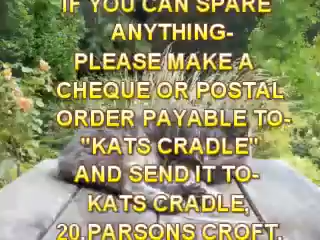 IF YOU CAN SPARE
ANYTHING-
PLEASE MAKE A
CHEQUE OR POSTAL
ORDER PAYABLE TO-
"KATS CRADLE"
AND SEND IT TO-
KATS CRADLE,
20,PARSONS CROFT,